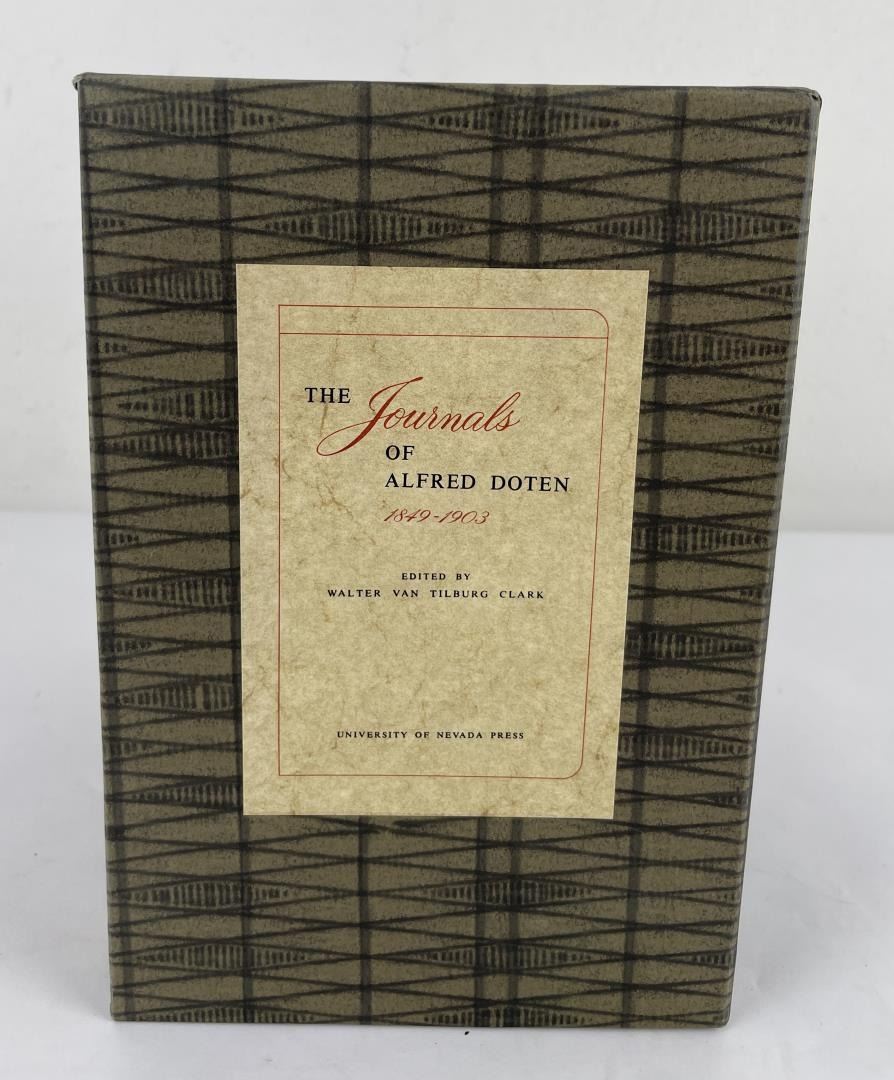 THE Journals
OF
ALFRED DOTEN
1849-1903
EDITED BY
WALTER VAN TILBURG CLARK
UNIVERSITY OF NEVADA PRESS